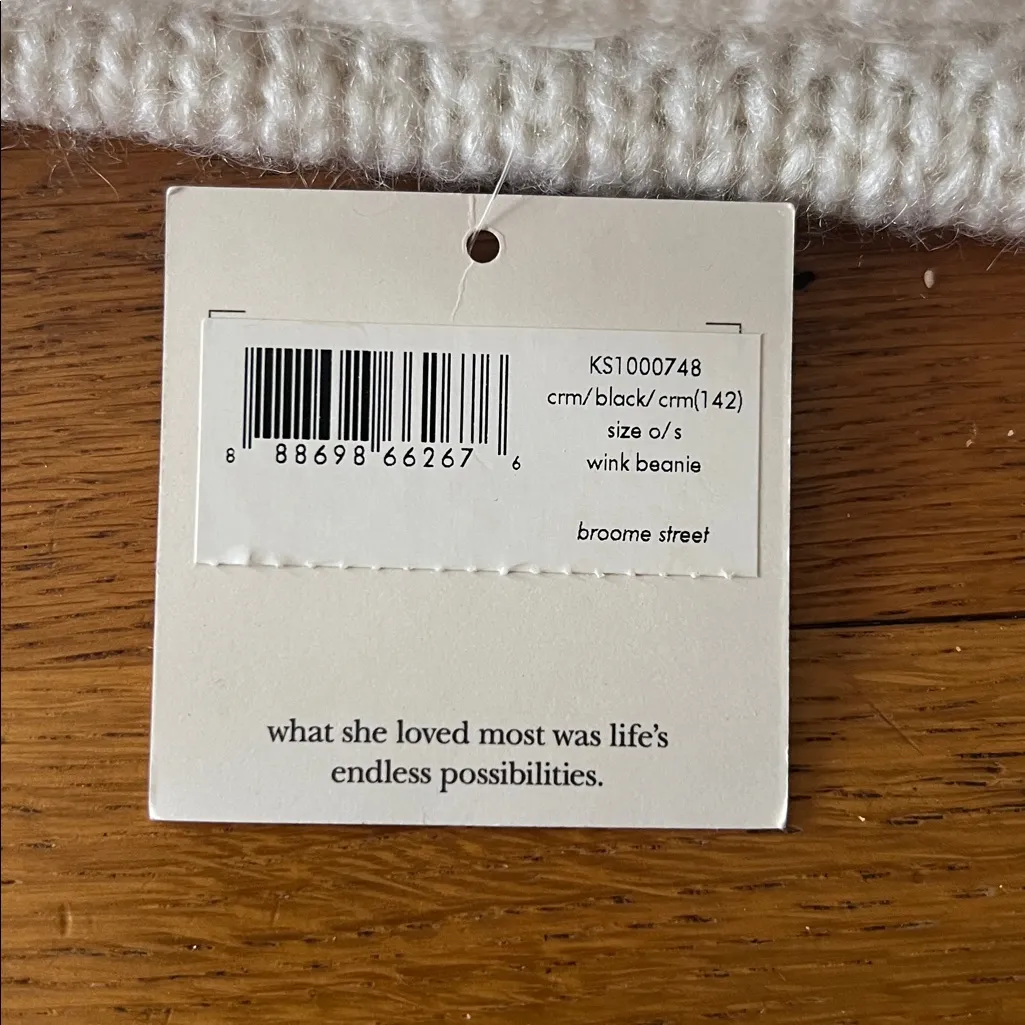 8 88698 66267 6
KS1000748
crm/black/crm(142)
size o/s
wink beanie
broome street
what she loved most was life's
endless possibilities.